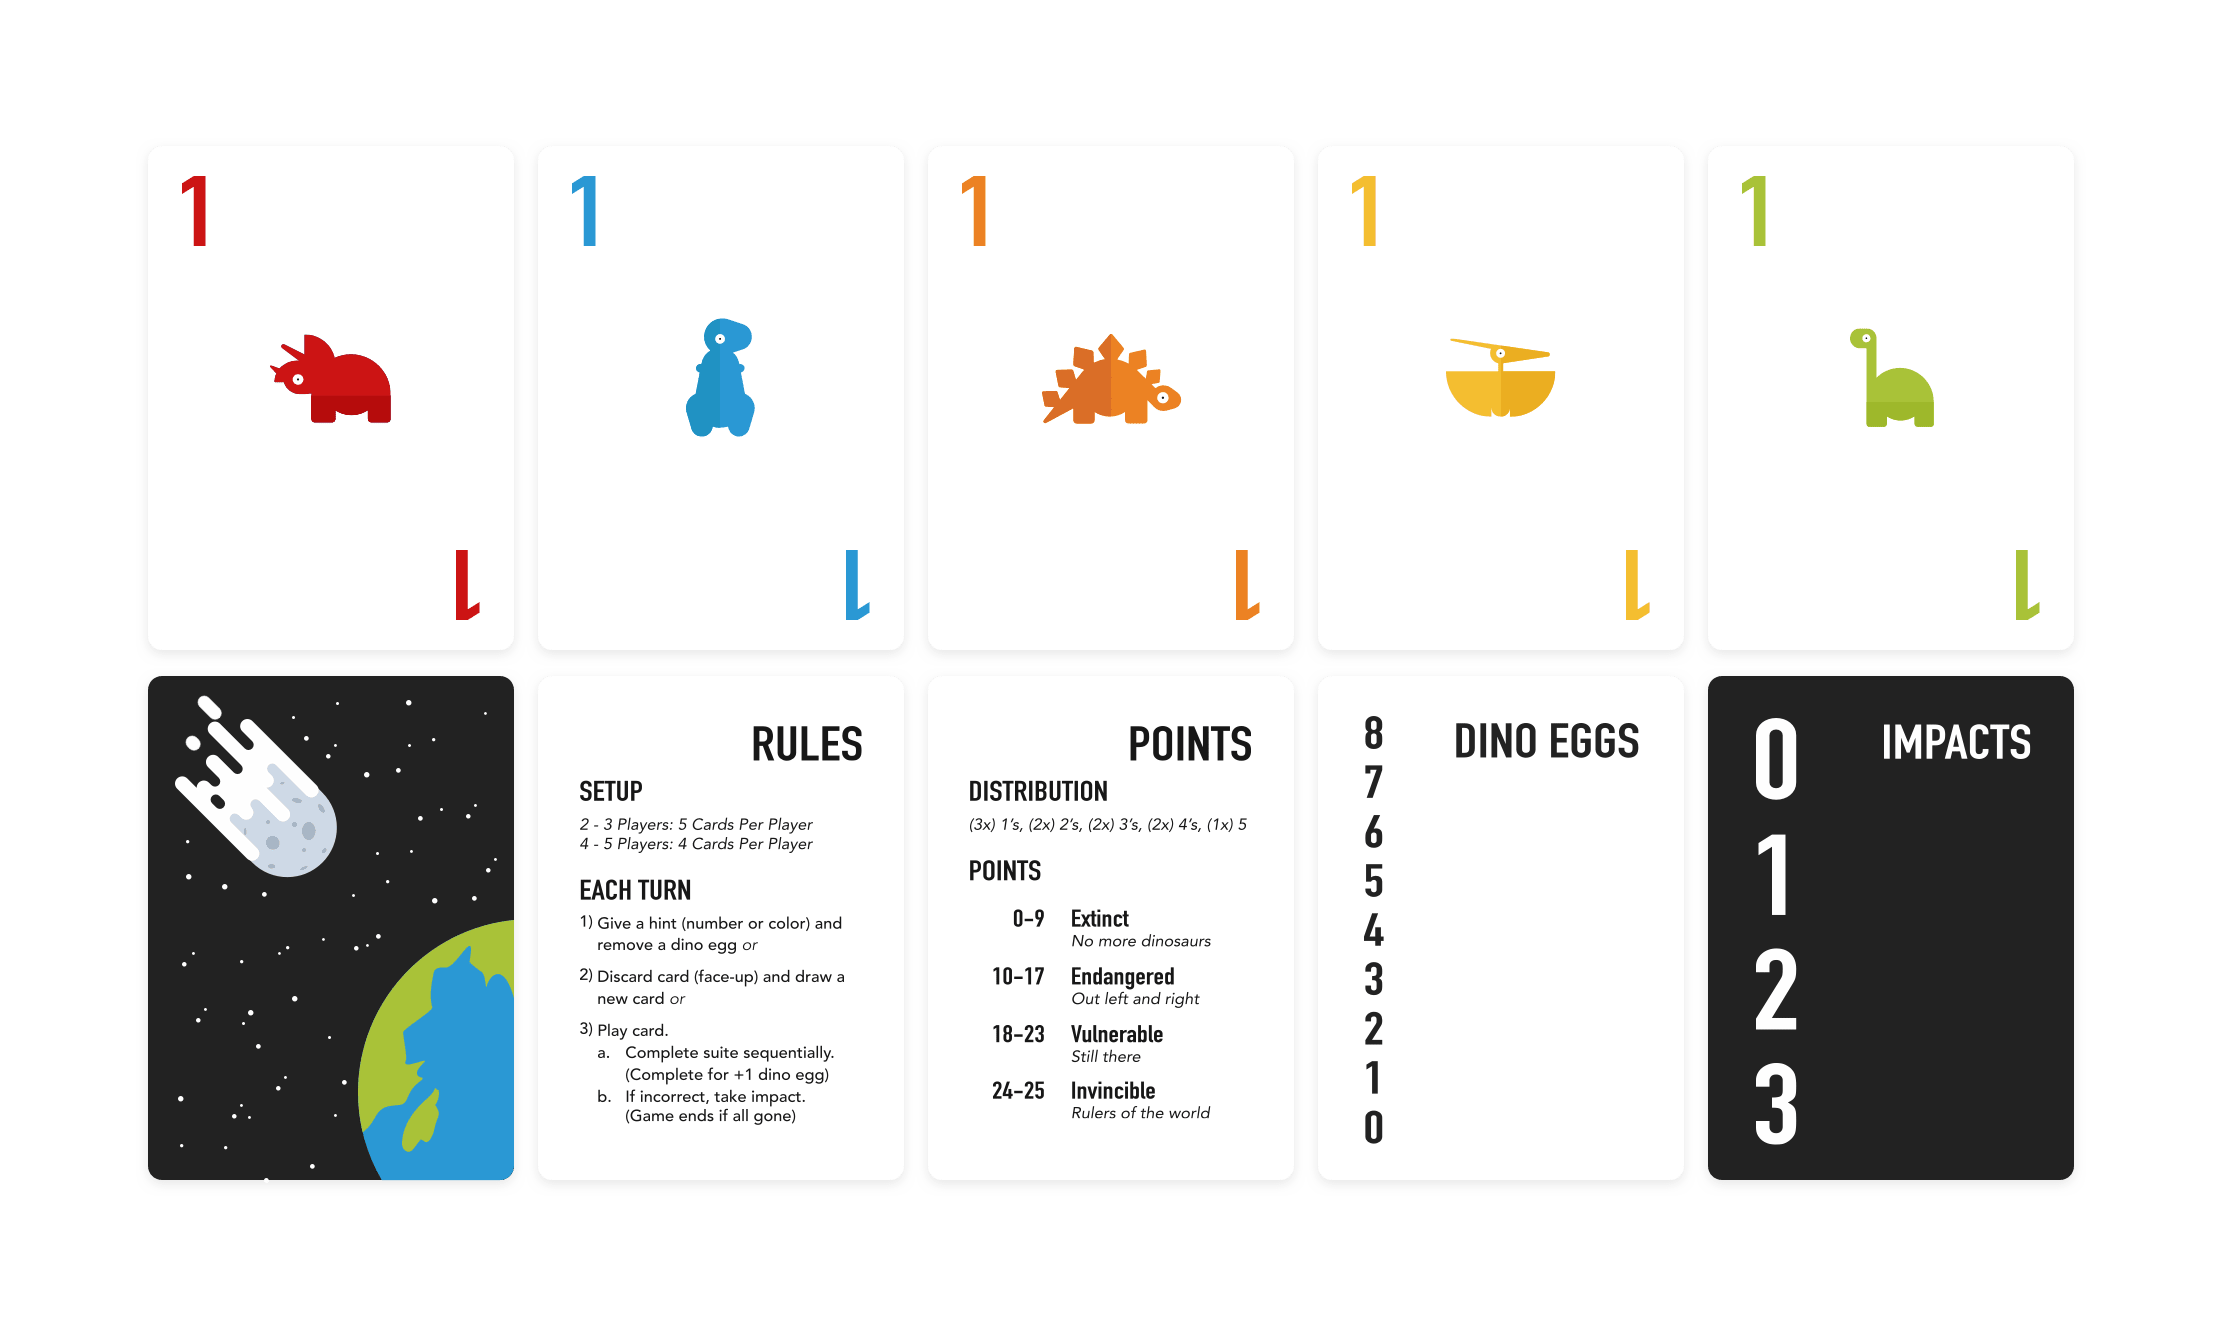 1
1
1
1
1
1
1
1
1
1
RULES
SETUP
2 - 3 Players: 5 Cards Per Player
4 - 5 Players: 4 Cards Per Player
EACH TURN
1) Give a hint (number or color) and
remove a dino egg or
2) Discard card (face-up) and draw a
new card or
3) Play card.
a. Complete suite sequentially.
(Complete for +1 dino egg)
b. If incorrect, take impact.
(Game ends if all gone)
POINTS
DISTRIBUTION
(3x) 1's, (2x) 2's, (2x) 3's, (2x) 4's, (1x) 5
POINTS
0–9 Extinct
No more dinosaurs
10–17 Endangered
Out left and right
18–23 Vulnerable
Still there
24–25 Invincible
Rulers of the world
DINO EGGS
8
7
6
5
4
3
2
1
0
IMPACTS
0
1
2
3